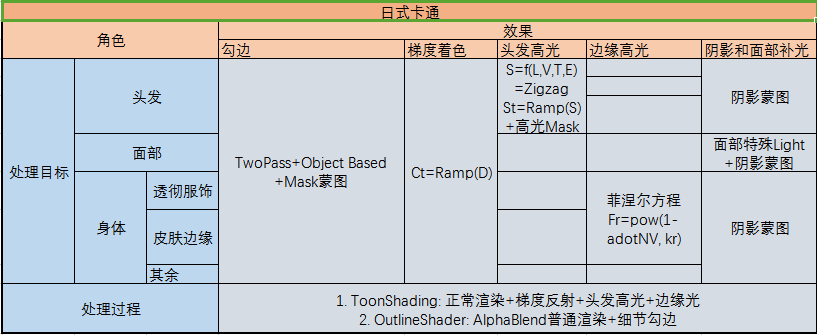 日式卡通
角色
效果
勾边
梯度着色
头发高光
边缘高光
阴影和面部补光
处理目标
头发
TwoPass+Object Based
+Mask蒙图
Ct=Ramp(D)
S=f(L,V,T,E)
=Zigzag
St=Ramp(S)
+高光Mask
阴影蒙图
面部
面部特殊Light
+阴影蒙图
身体
透彻服饰
皮肤边缘
其余
菲涅尔方程
Fr=pow(1-
adotNV, kr)
阴影蒙图
处理过程
1. ToonShading: 正常渲染+梯度反射+头发高光+边缘光
2. OutlineShader: AlphaBlend普通渲染+细节勾边